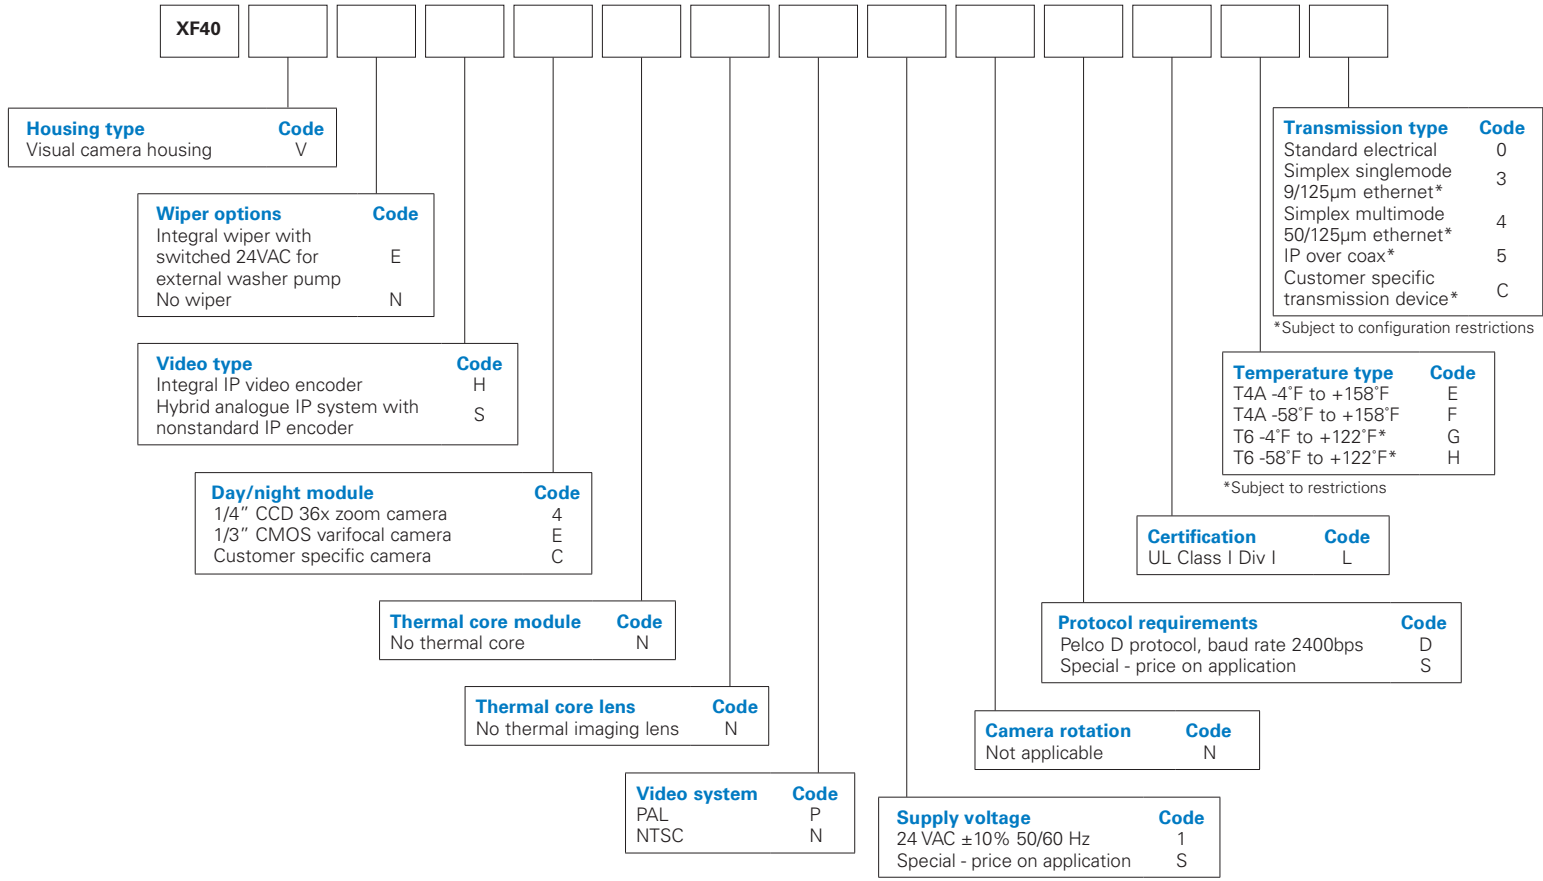 XF40
Housing type Code
Visual camera housing V
Wiper options Code
Integral wiper with
switched 24VAC for E
external washer pump
No wiper N
Video type Code
Integral IP video encoder H
Hybrid analogue IP system with
nonstandard IP encoder S
Day/night module Code
1/4” CCD 36x zoom camera 4
1/3” CMOS varifocal camera E
Customer specific camera C
Thermal core module Code
No thermal core N
Thermal core lens Code
No thermal imaging lens N
Video system Code
PAL P
NTSC N
Supply voltage Code
24 VAC ±10% 50/60 Hz 1
Special - price on application S
Camera rotation Code
Not applicable N
Protocol requirements Code
Pelco D protocol, baud rate 2400bps D
Special - price on application S
Certification Code
UL Class I Div I L
Temperature type Code
T4A -4˚F to +158˚F E
T4A -58˚F to +158˚F F
T6 -4˚F to +122˚F* G
T6 -58˚F to +122˚F* H
*Subject to restrictions
Transmission type Code
Standard electrical 0
Simplex singlemode
9/125µm ethernet* 3
Simplex multimode
50/125µm ethernet* 4
IP over coax* 5
Customer specific
transmission device* C
*Subject to configuration restrictions